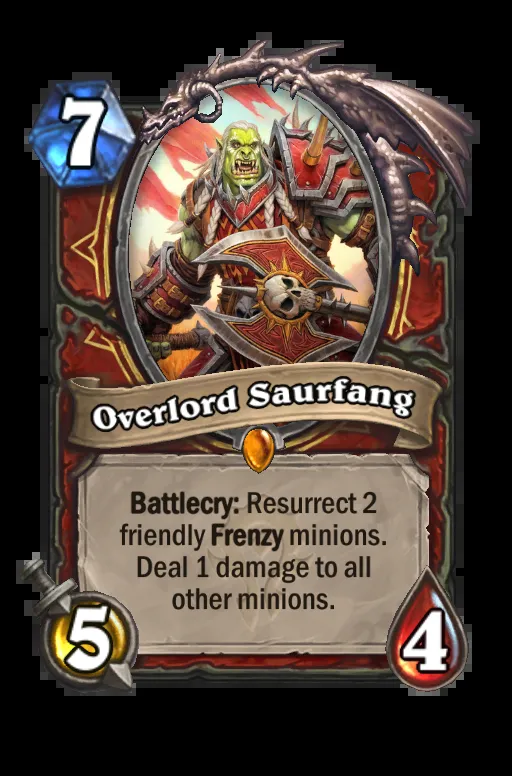 7
Overlord Saurfang
Battlecry: Resurrect 2
friendly Frenzy minions.
Deal 1 damage to all
other minions.
5
4